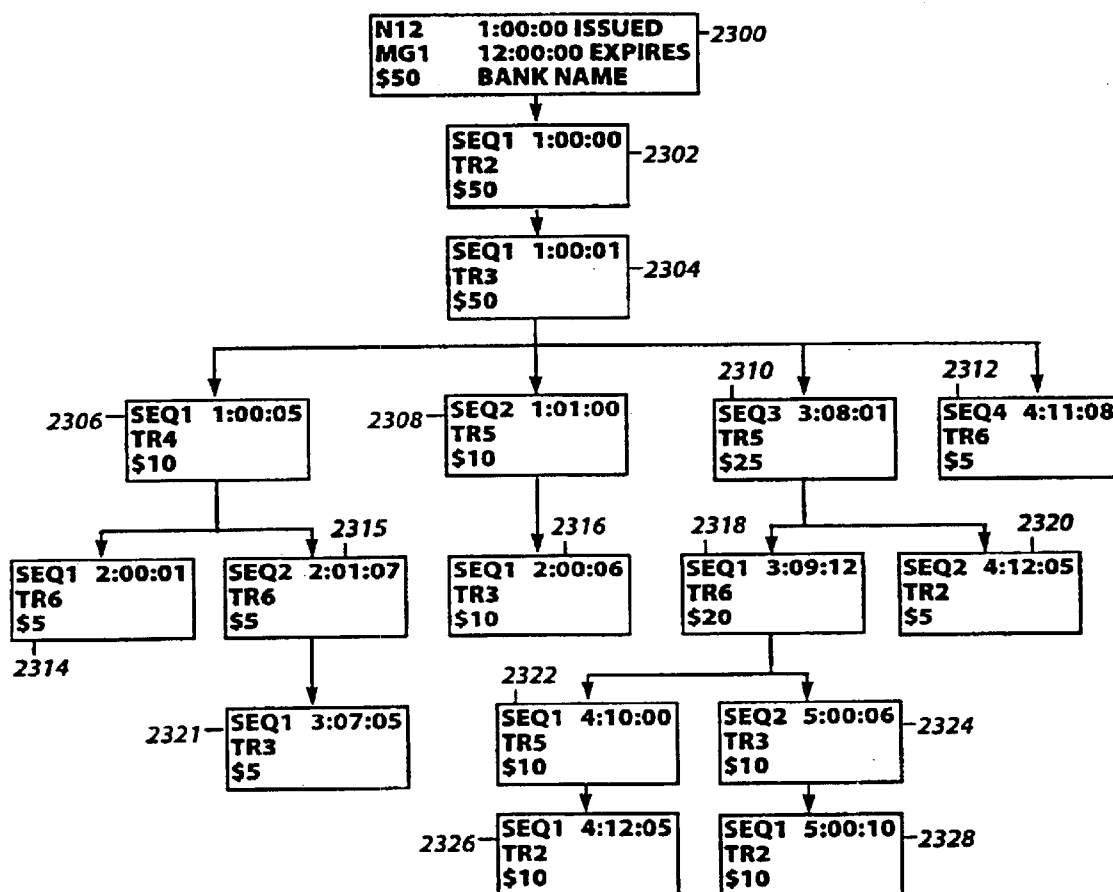 N12 1:00:00 ISSUED
MG1 12:00:00 EXPIRES
$50 BANK NAME
2300
SEQ1 1:00:00
TR2
$50
2302
SEQ1 1:00:01
TR3
$50
2304
2306
SEQ1 1:00:05
TR4
$10
2308
SEQ2 1:01:00
TR5
$10
2310
SEQ3 3:08:01
TR5
$25
2312
SEQ4 4:11:08
TR6
$5
SEQ1 2:00:01
TR6
$5
2314
2315
SEQ2 2:01:07
TR6
$5
2316
SEQ1 2:00:06
TR3
$10
2318
SEQ1 3:09:12
TR6
$20
2320
SEQ2 4:12:05
TR2
$5
2321
SEQ1 3:07:05
TR3
$5
2322
SEQ1 4:10:00
TR5
$10
SEQ2 5:00:06
TR3
$10
2324
2326
SEQ1 4:12:05
TR2
$10
SEQ1 5:00:10
TR2
$10
2328